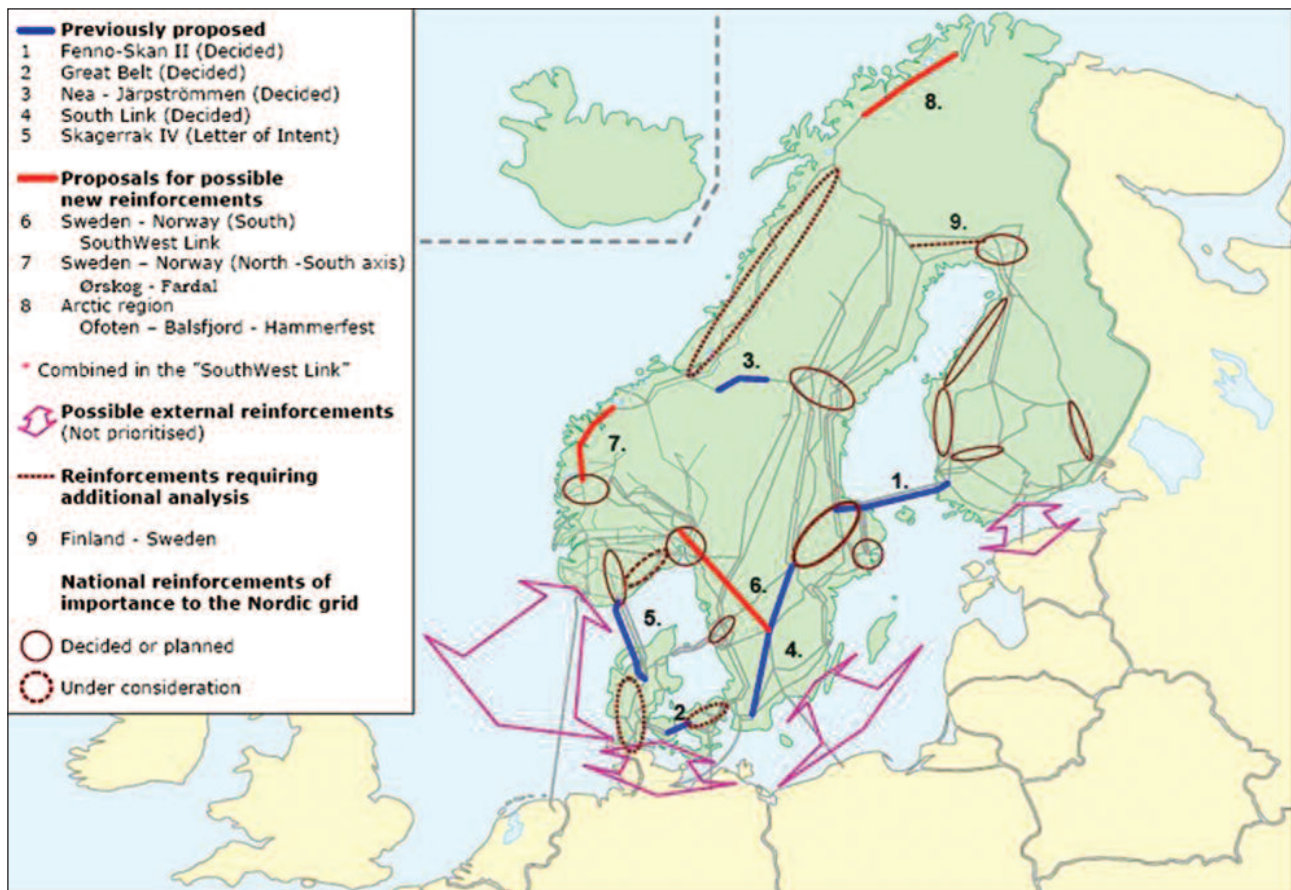 Previously proposed
1 Fenno-Skan II (Decided)
2 Great Belt (Decided)
3 Nea - Järpströmmen (Decided)
4 South Link (Decided)
5 Skagerrak IV (Letter of Intent)
Proposals for possible
new reinforcements
6 Sweden - Norway (South)
SouthWest Link
7 Sweden – Norway (North -South axis)
Ørskog - Fardal
8 Arctic region
Ofoten – Balsfjord - Hammerfest
* Combined in the "SouthWest Link"
Possible external reinforcements
(Not prioritised)
Reinforcements requiring
additional analysis
9 Finland - Sweden
National reinforcements of
importance to the Nordic grid
Decided or planned
Under consideration
8.
9.
3.
7.
1.
6.
5.
4.
2.